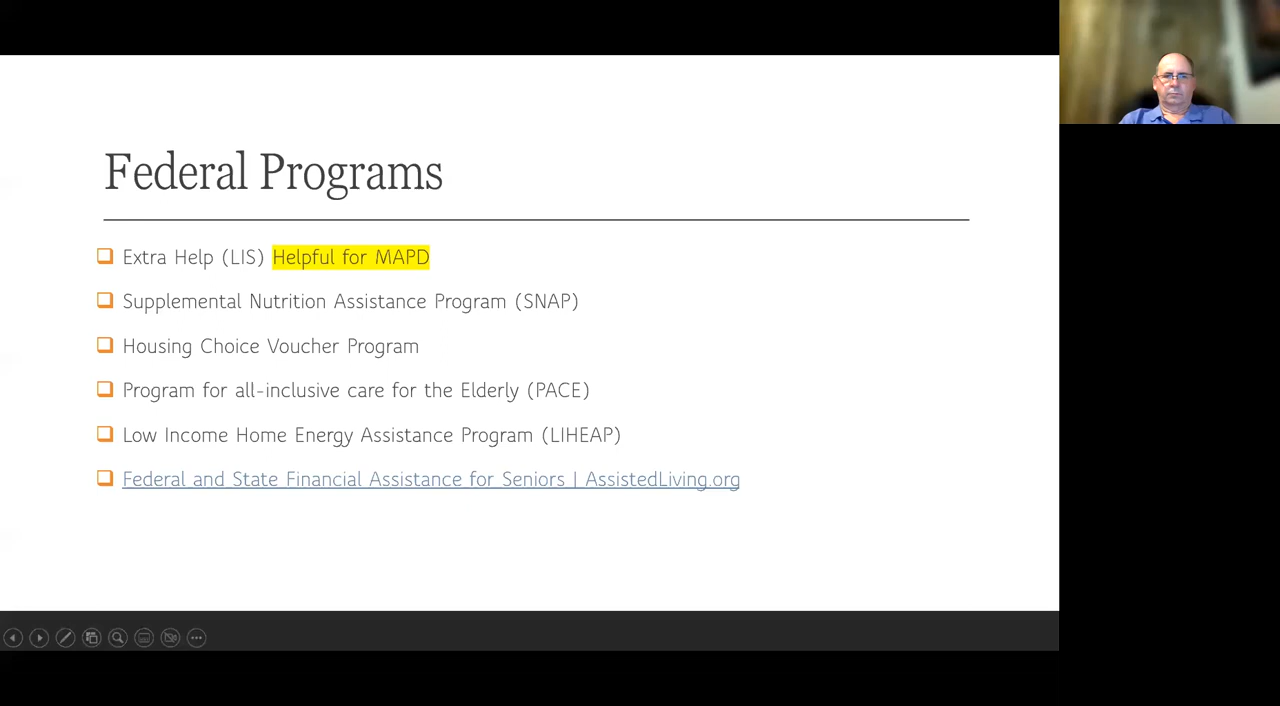 Federal Programs
Extra Help (LIS) Helpful for MAPD
Supplemental Nutrition Assistance Program (SNAP)
Housing Choice Voucher Program
Program for all-inclusive care for the Elderly (PACE)
Low Income Home Energy Assistance Program (LIHEAP)
Federal and State Financial Assistance for Seniors | AssistedLiving.org